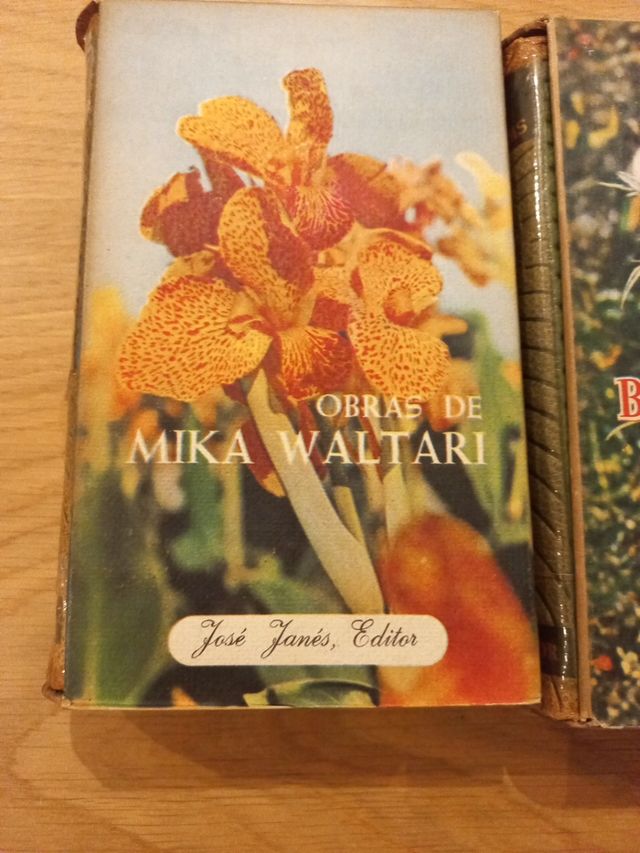 OBRAS DE
MIKA WALTARI
José Janés, Editor
B